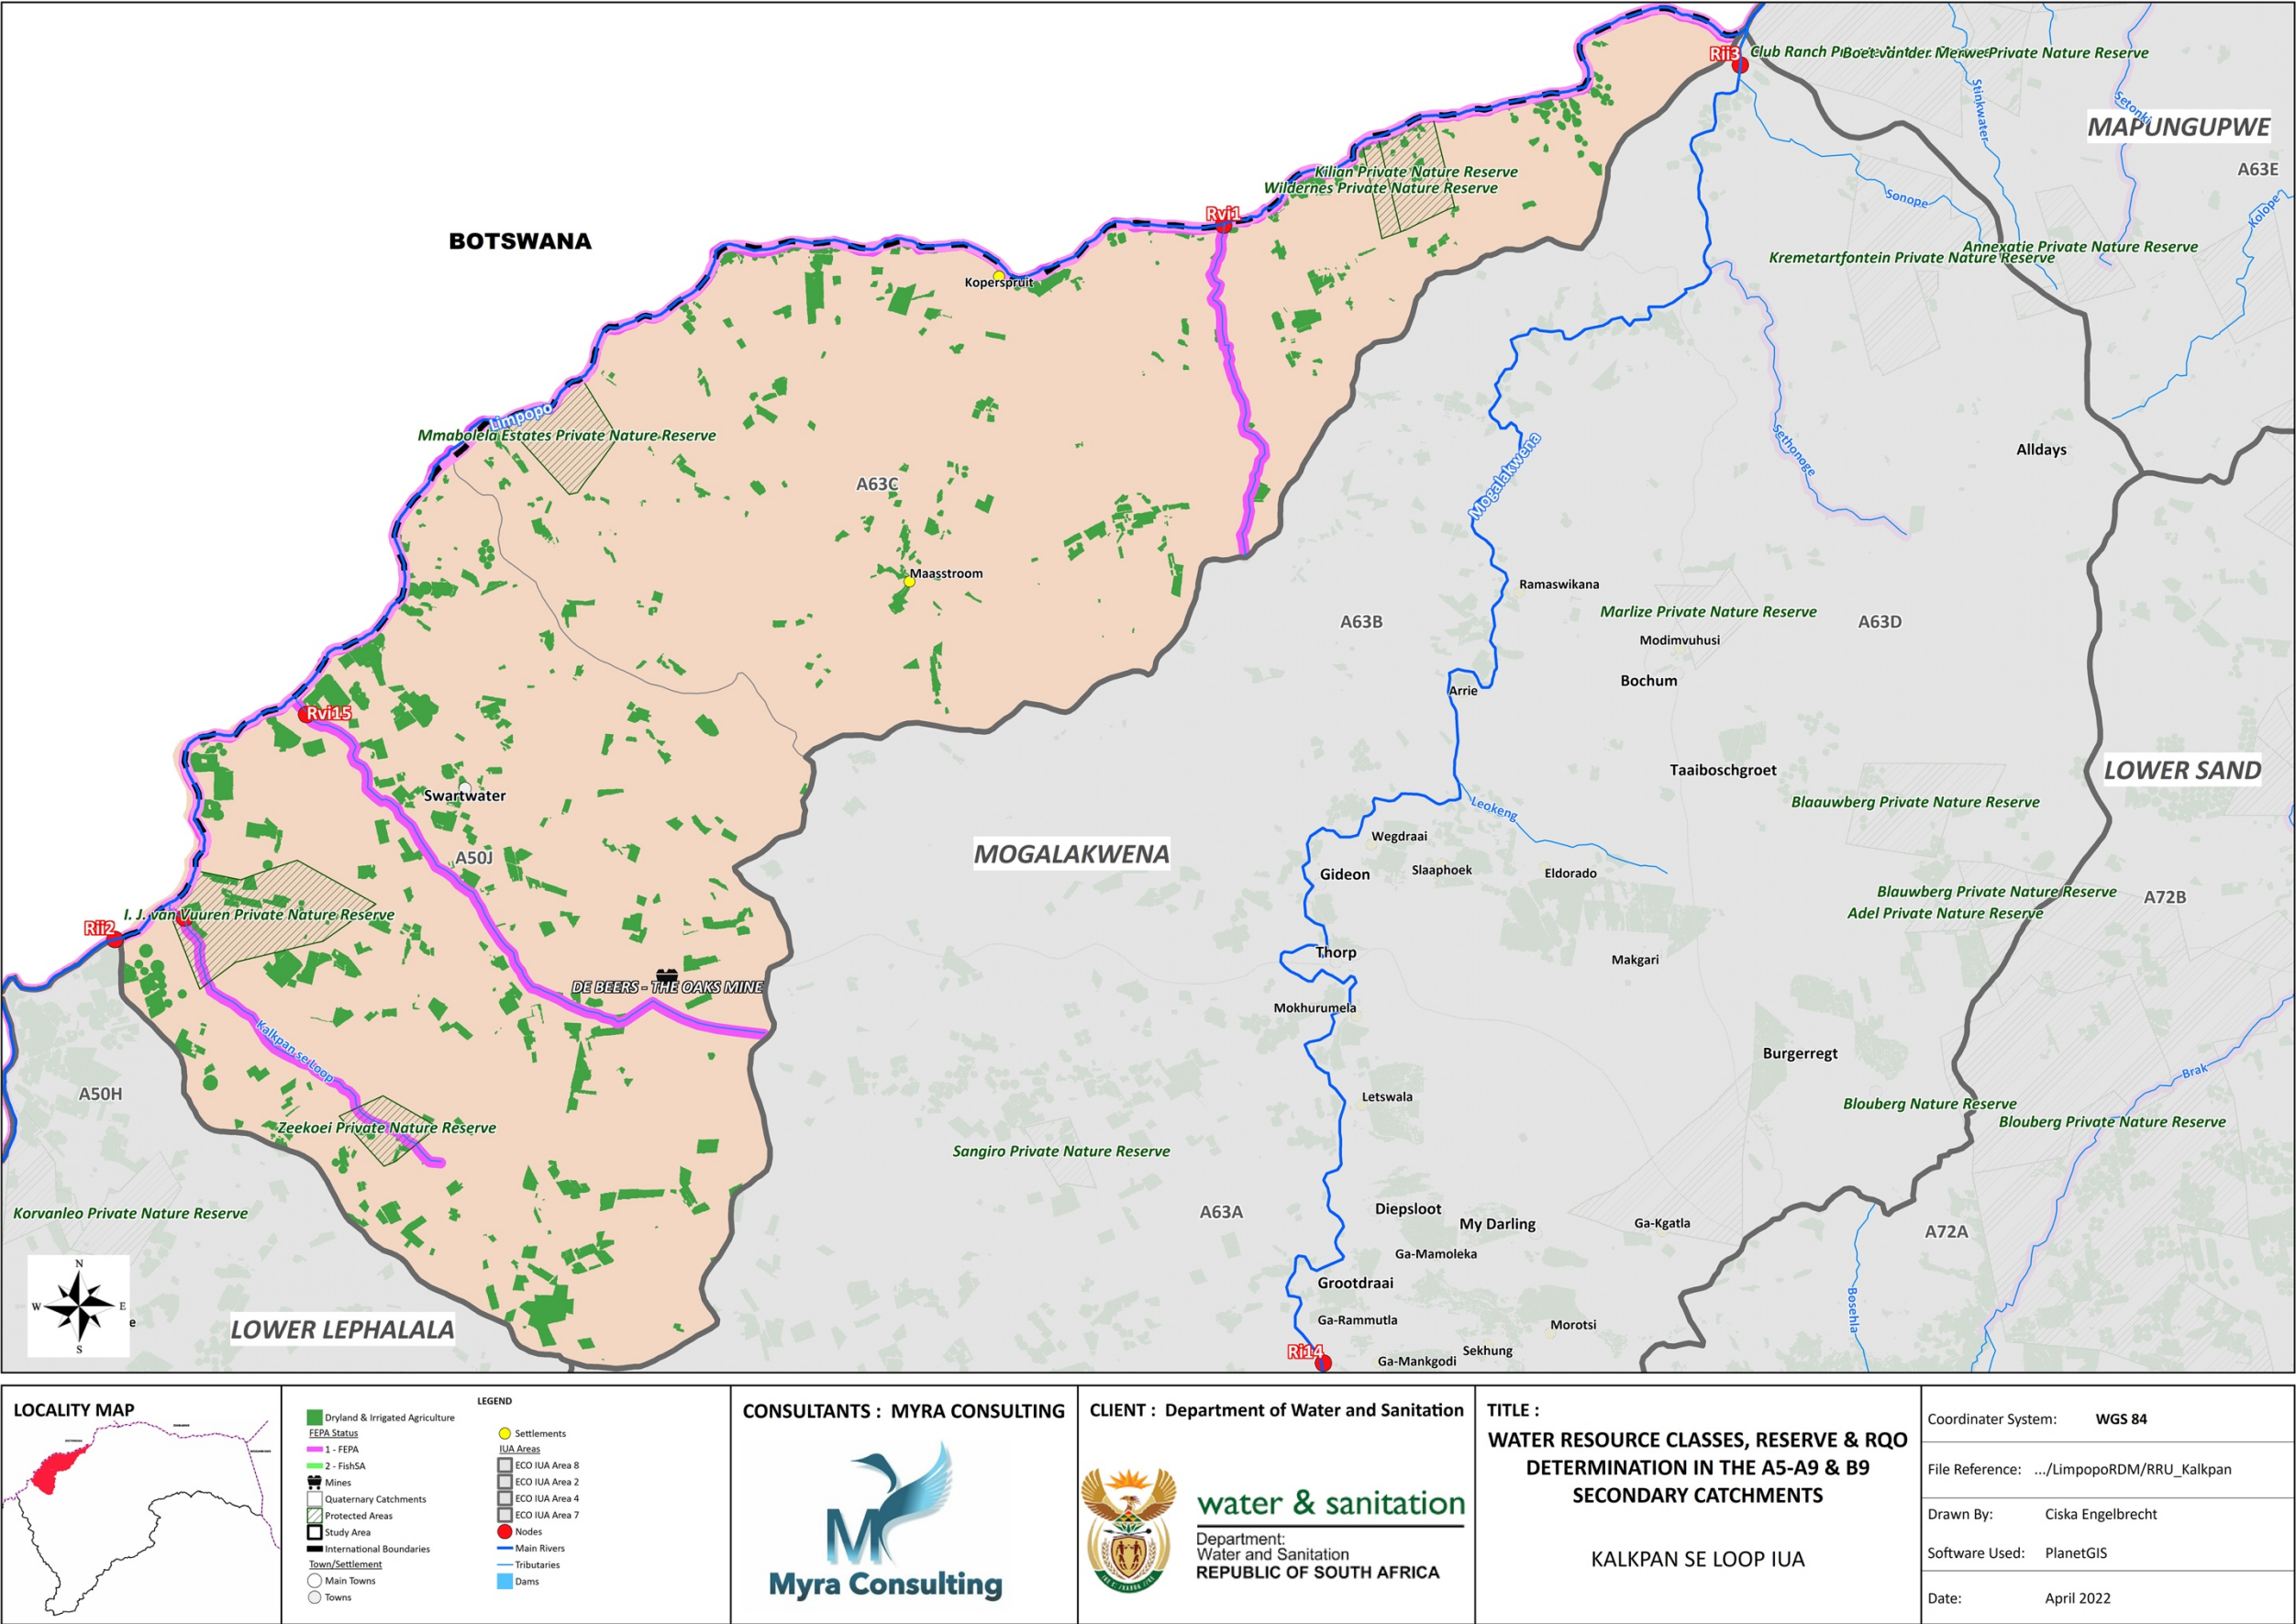 Rii3
Club Ranch Pr
Boet van der Merwe Private Nature Reserve
Stinkwater
Setonki
MAPUNGUPWE
A63E
Kolope
Kilian Private Nature Reserve
Wildernes Private Nature Reserve
Sonope
Rvi1
BOTSWANA
Annexatie Private Nature Reserve
Kremetartfontein Private Nature Reserve
Koperspruit
Limpopo
Mmabolela Estates Private Nature Reserve
Mogalakwena
Sethonoge
Alldays
A63C
Maasstroom
Ramaswikana
A63B
Marlize Private Nature Reserve
A63D
Modimvuhusi
Bochum
Arrie
Rvi15
Taaiboschgroet
LOWER SAND
Swartwater
Blaauwberg Private Nature Reserve
Leokeng
Wegdraai
A50J
MOGALAKWENA
Gideon
Slaaphoek
Eldorado
Blauwberg Private Nature Reserve
A72B
I. J. van Vuuren Private Nature Reserve
Adel Private Nature Reserve
Rii2
Thorp
Makgari
DE BEERS - THE OAKS MINE
Mokhurumela
Kalkpan se Loop
Burgerregt
Brak
A50H
Letswala
Blouberg Nature Reserve
Zeekoei Private Nature Reserve
Blouberg Private Nature Reserve
Sangiro Private Nature Reserve
Korvanleo Private Nature Reserve
A63A
Diepsloot
My Darling
Ga-Kgatla
A72A
Ga-Mamoleka
N
W
E
S
e
Grootdraai
Bosehla
LOWER LEPHALALA
Ga-Rammutla
Morotsi
Ri14
Sekhung
Ga-Mankgodi
LOCALITY MAP
LEGEND
Dryland & Irrigated Agriculture
FEPA Status
1 - FEPA
2 - FishSA
Mines
Quaternary Catchments
Protected Areas
Study Area
International Boundaries
Town/Settlement
Main Towns
Towns
Settlements
IUA Areas
ECO IUA Area 8
ECO IUA Area 2
ECO IUA Area 4
ECO IUA Area 7
Nodes
Main Rivers
Tributaries
Dams
CONSULTANTS : MYRA CONSULTING
M
Myra Consulting
CLIENT : Department of Water and Sanitation
water & sanitation
Department:
Water and Sanitation
REPUBLIC OF SOUTH AFRICA
TITLE :
WATER RESOURCE CLASSES, RESERVE & RQO
DETERMINATION IN THE A5-A9 & B9
SECONDARY CATCHMENTS
KALKPAN SE LOOP IUA
Coordinater System: WGS 84
File Reference: .../LimpopoRDM/RRU_Kalkpan
Drawn By: Ciska Engelbrecht
Software Used: PlanetGIS
Date: April 2022